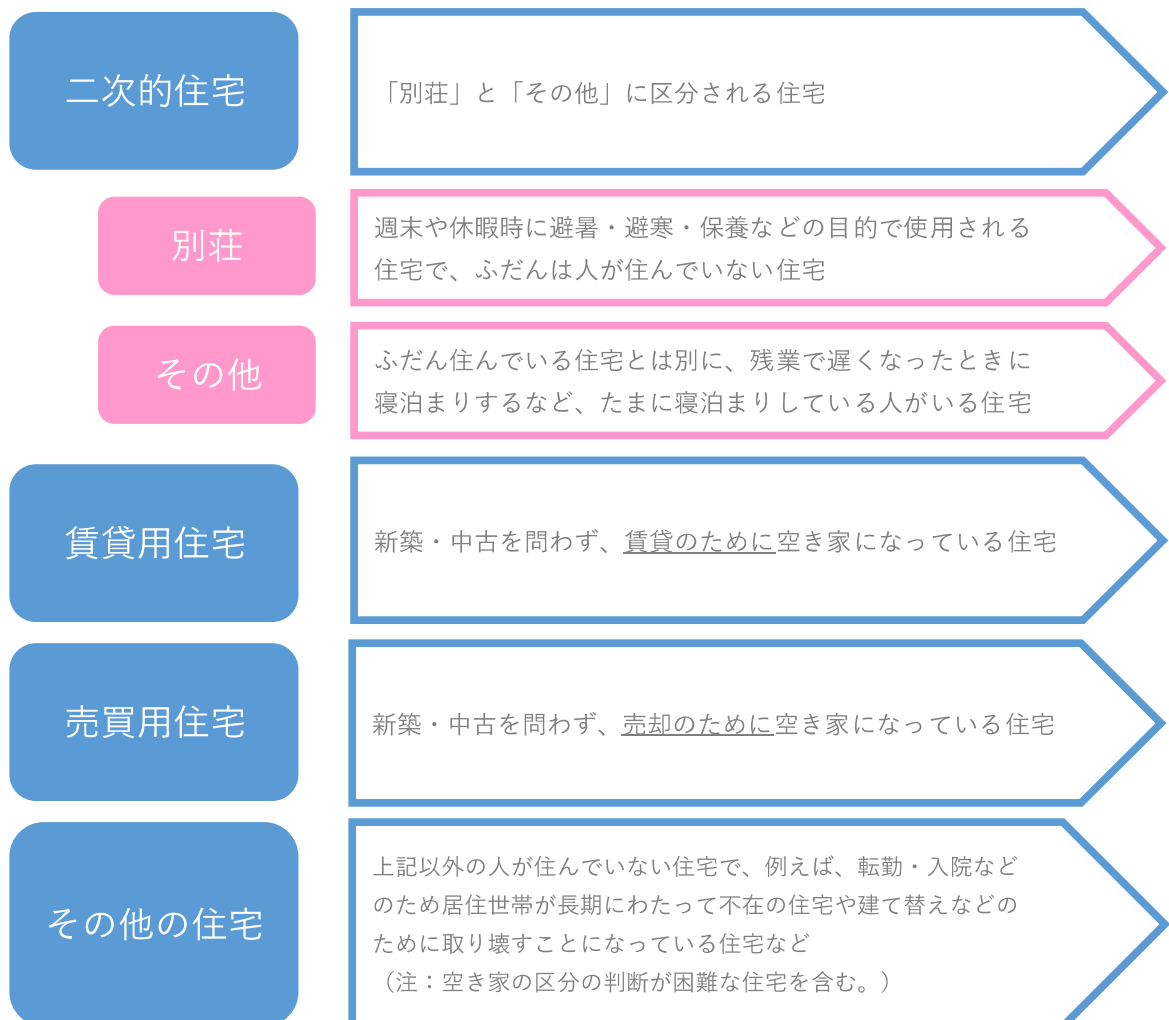 二次的住宅
「別荘」と「その他」に区分される住宅
別荘
週末や休暇時に避暑・避寒・保養などの目的で使用される
住宅で、ふだんは人が住んでいない住宅
その他
ふだん住んでいる住宅とは別に、残業で遅くなったときに
寝泊まりするなど、たまに寝泊まりしている人がいる住宅
賃貸用住宅
新築・中古を問わず、賃貸のために空き家になっている住宅
売買用住宅
新築・中古を問わず、売却のために空き家になっている住宅
その他の住宅
上記以外の人が住んでいない住宅で、例えば、転勤・入院など
のため居住世帯が長期にわたって不在の住宅や建て替えなどの
ために取り壊すことになっている住宅など
（注：空き家の区分の判断が困難な住宅を含む。）